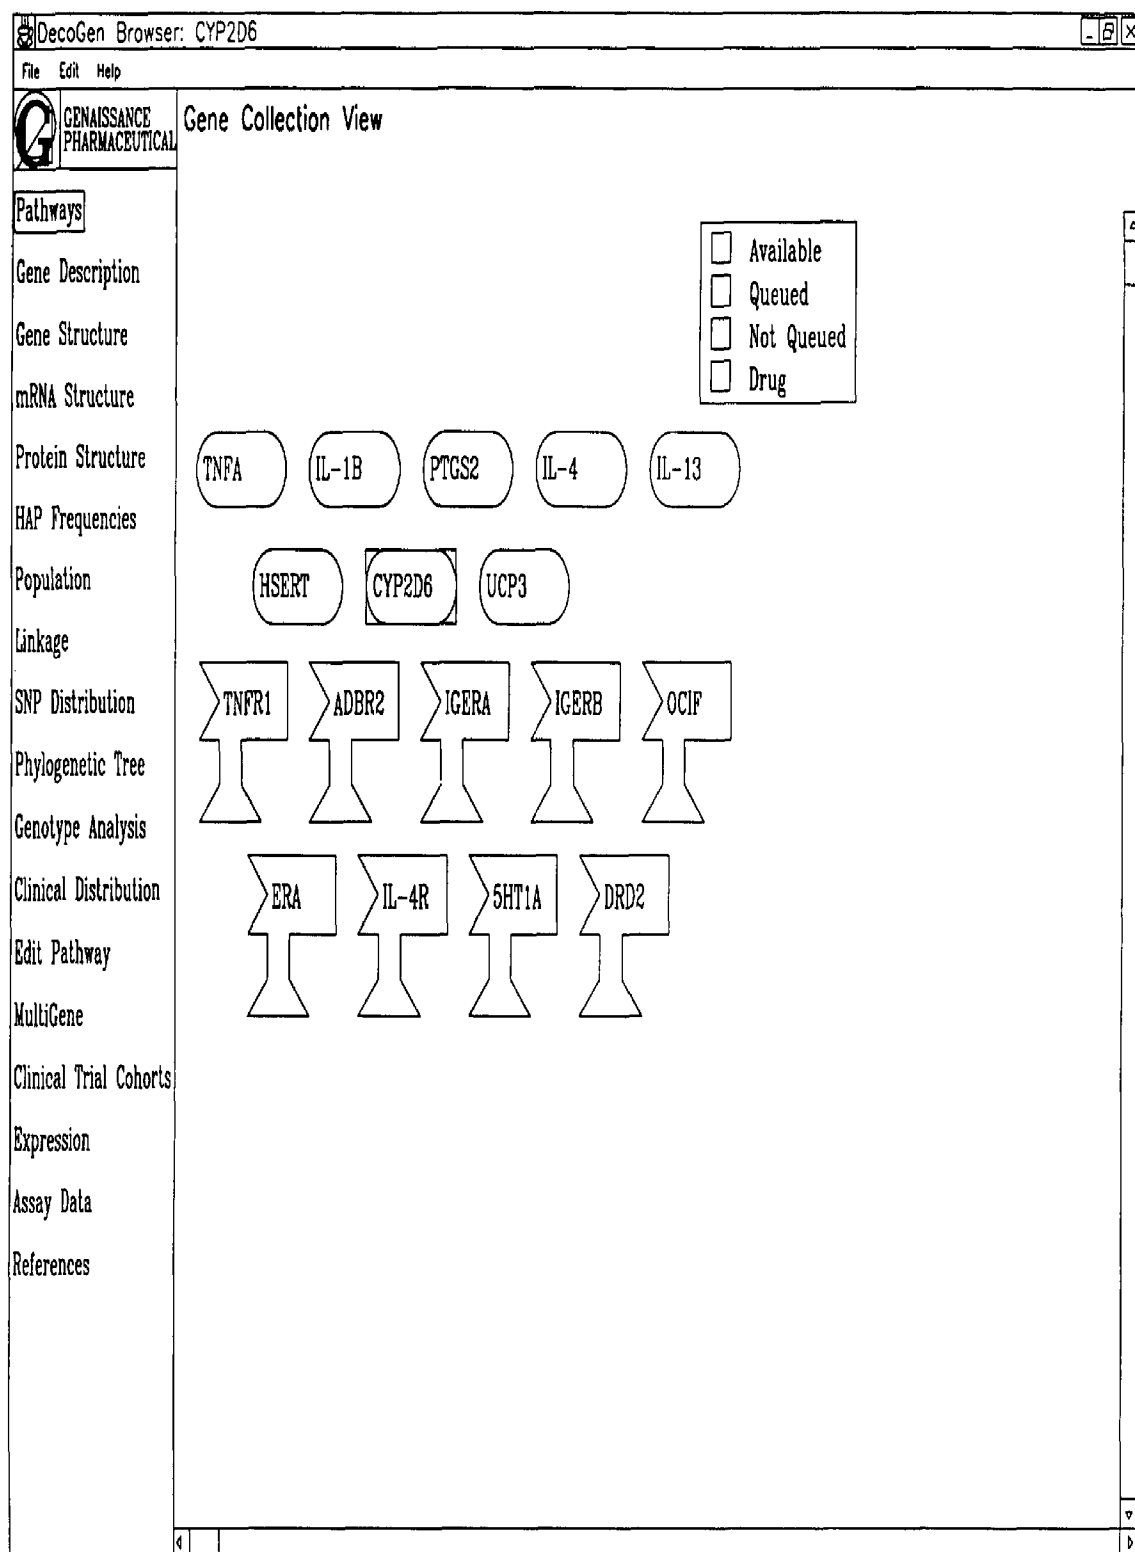 DecoGen Browser: CYP2D6
File Edit Help
G GENAISSANCE
PHARMACEUTICAL
Gene Collection View
Pathways
Gene Description
Gene Structure
mRNA Structure
Protein Structure
HAP Frequencies
Population
Linkage
SNP Distribution
Phylogenetic Tree
Genotype Analysis
Clinical Distribution
Edit Pathway
MultiGene
Clinical Trial Cohorts
Expression
Assay Data
References
Available
Queued
Not Queued
Drug
TNFA IL-1B PTGS2 IL-4 IL-13
HSERT CYP2D6 UCP3
TNFR1 ADBR2 IGERA IGERB OCIF
ERA IL-4R 5HT1A DRD2